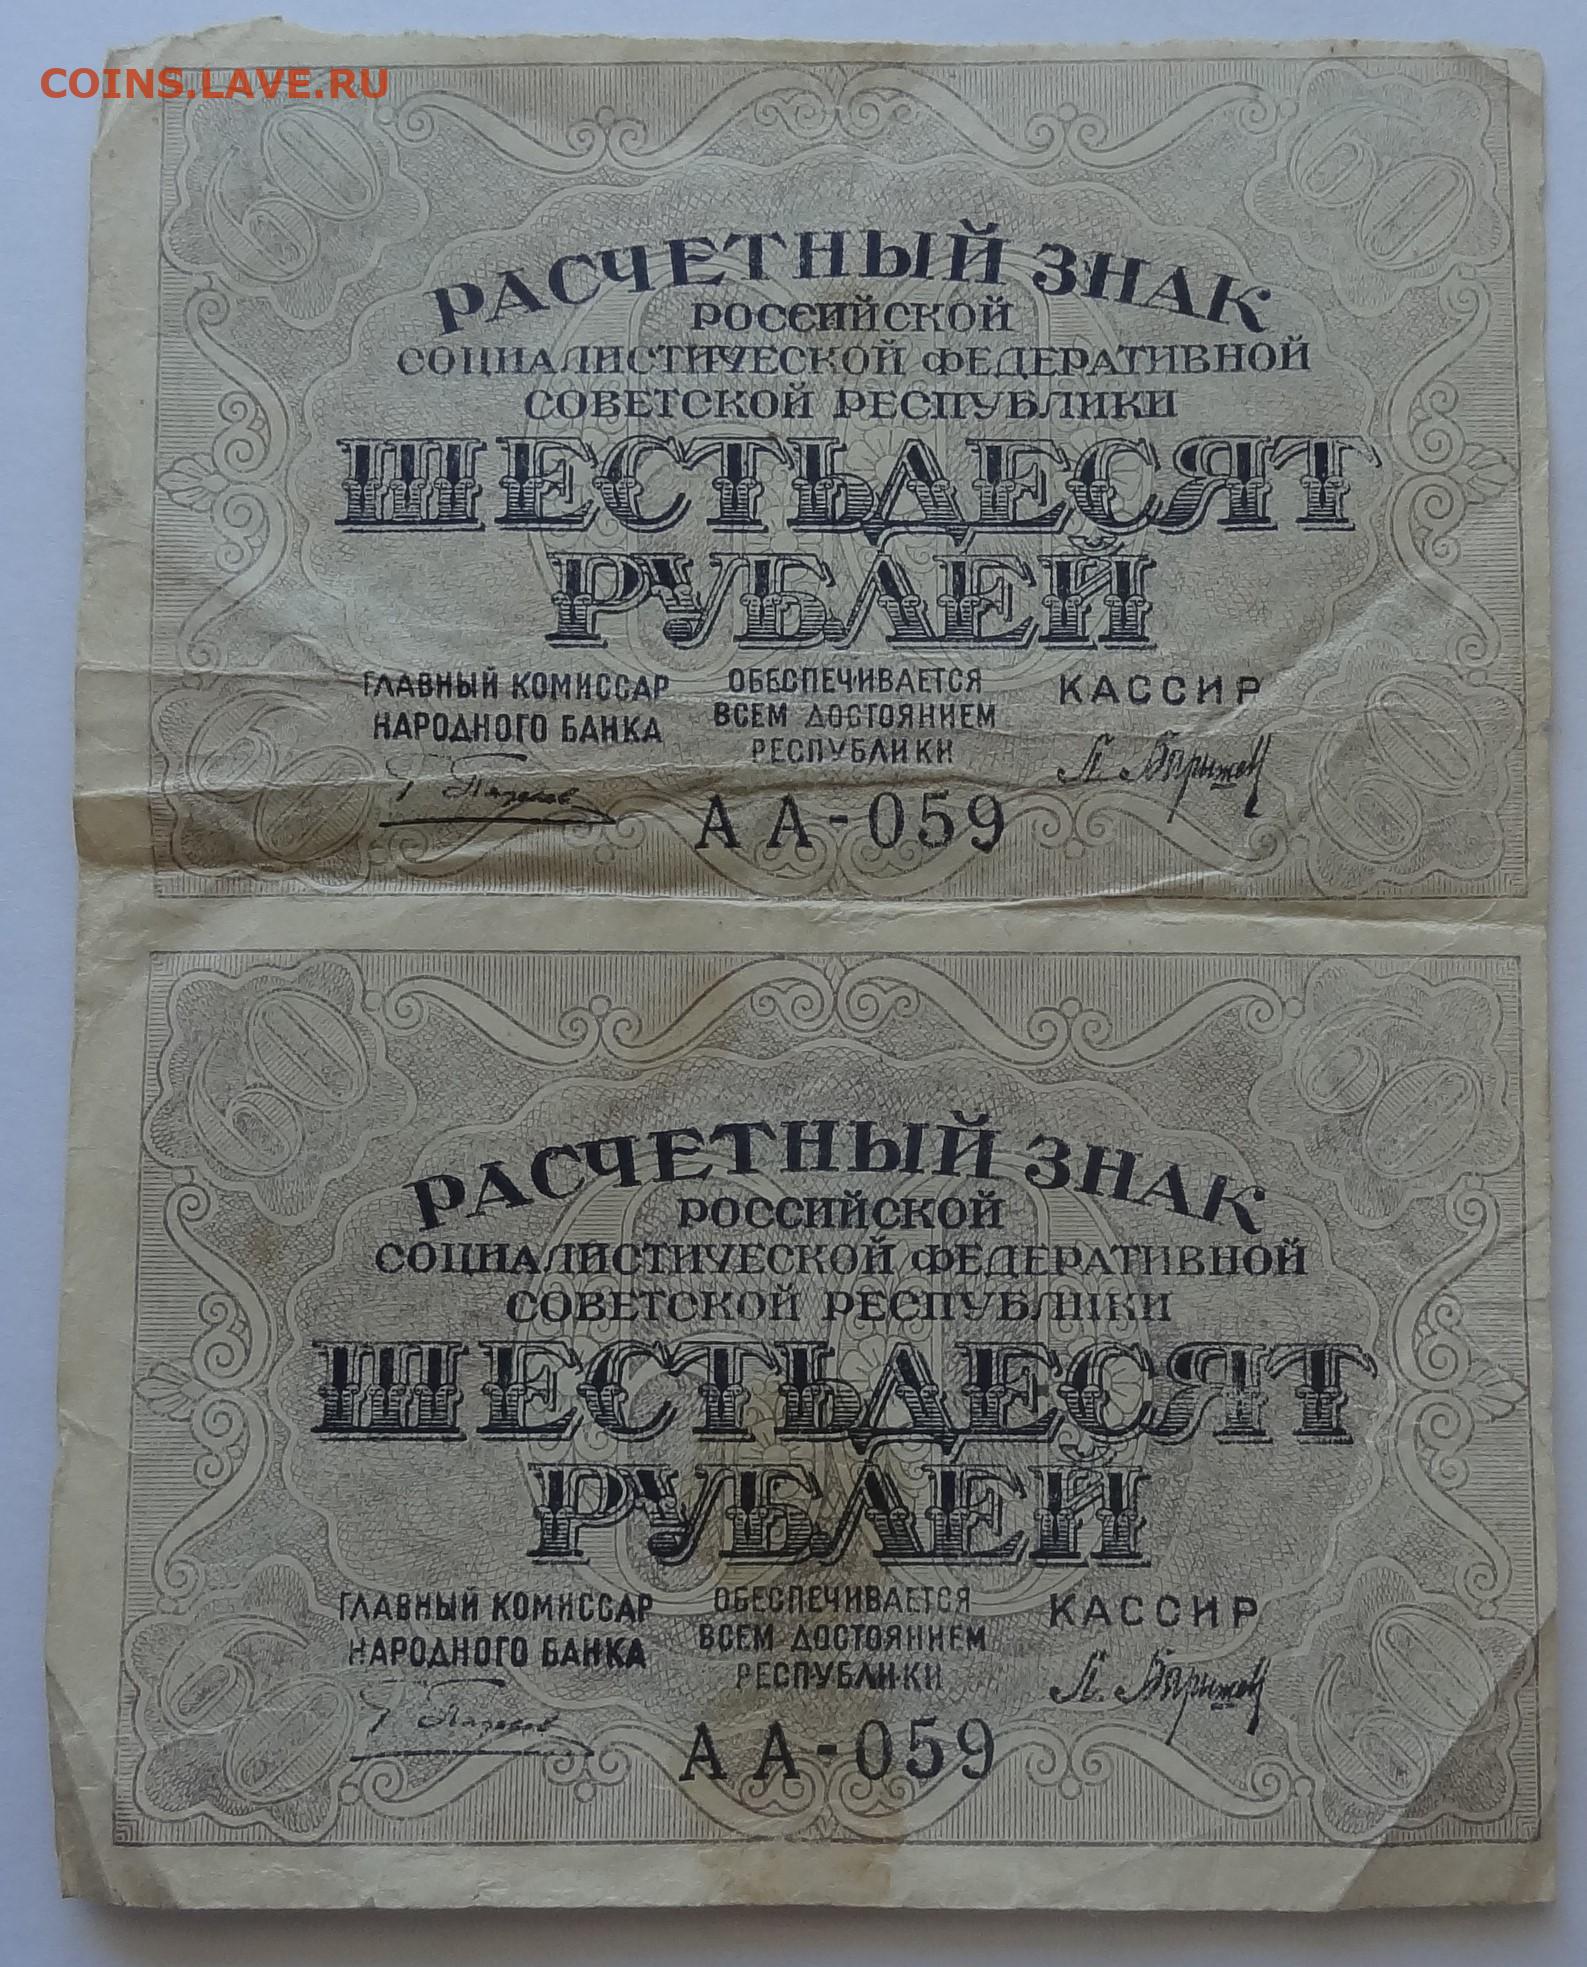 COINS.LAVE.RU
60 60
РАСЧЕТНЫЙ ЗНАК
РОССИЙСКОЙ
СОЦИАЛИСТИЧЕСКОЙ ФЕДЕРАТИВНОЙ
СОВЕТСКОЙ РЕСПУБЛИКИ
ШЕСТЬДЕСЯТ
РУБЛЕЙ
ГЛАВНЫЙ КОМИССАР ОБЕСПЕЧИВАЕТСЯ КАССИР
НАРОДНОГО БАНКА ВСЕМ ДОСТОЯНИЕМ
РЕСПУБЛИКИ
60 60
АА-059
60 60
РАСЧЕТНЫЙ ЗНАК
РОССИЙСКОЙ
СОЦИАЛИСТИЧЕСКОЙ ФЕДЕРАТИВНОЙ
СОВЕТСКОЙ РЕСПУБЛИКИ
ШЕСТЬДЕСЯТ
РУБЛЕЙ
ГЛАВНЫЙ КОМИССАР ОБЕСПЕЧИВАЕТСЯ КАССИР
НАРОДНОГО БАНКА ВСЕМ ДОСТОЯНИЕМ
РЕСПУБЛИКИ
60 60
АА-059